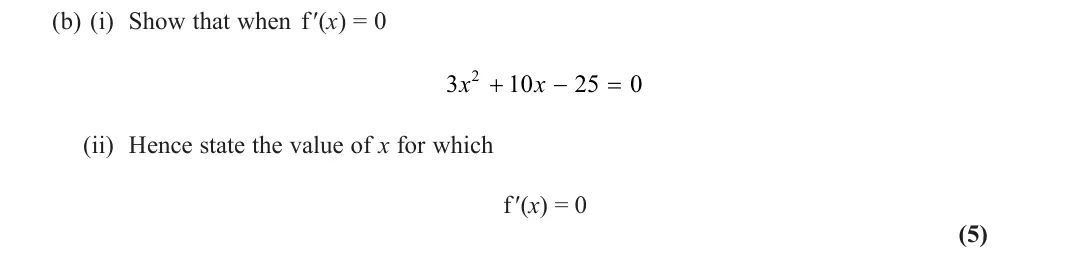 (b) (i) Show that when f′(x) = 0
3x² + 10x – 25 = 0
(ii) Hence state the value of x for which
f′(x) = 0
(5)